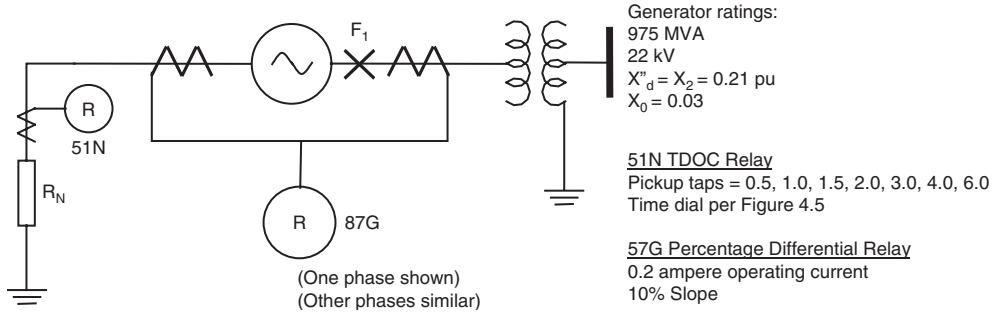 F1
R
51N
RN
R
87G
(One phase shown)
(Other phases similar)
Generator ratings:
975 MVA
22 kV
X"d = X2 = 0.21 pu
X0 = 0.03
51N TDOC Relay
Pickup taps = 0.5, 1.0, 1.5, 2.0, 3.0, 4.0, 6.0
Time dial per Figure 4.5
57G Percentage Differential Relay
0.2 ampere operating current
10% Slope